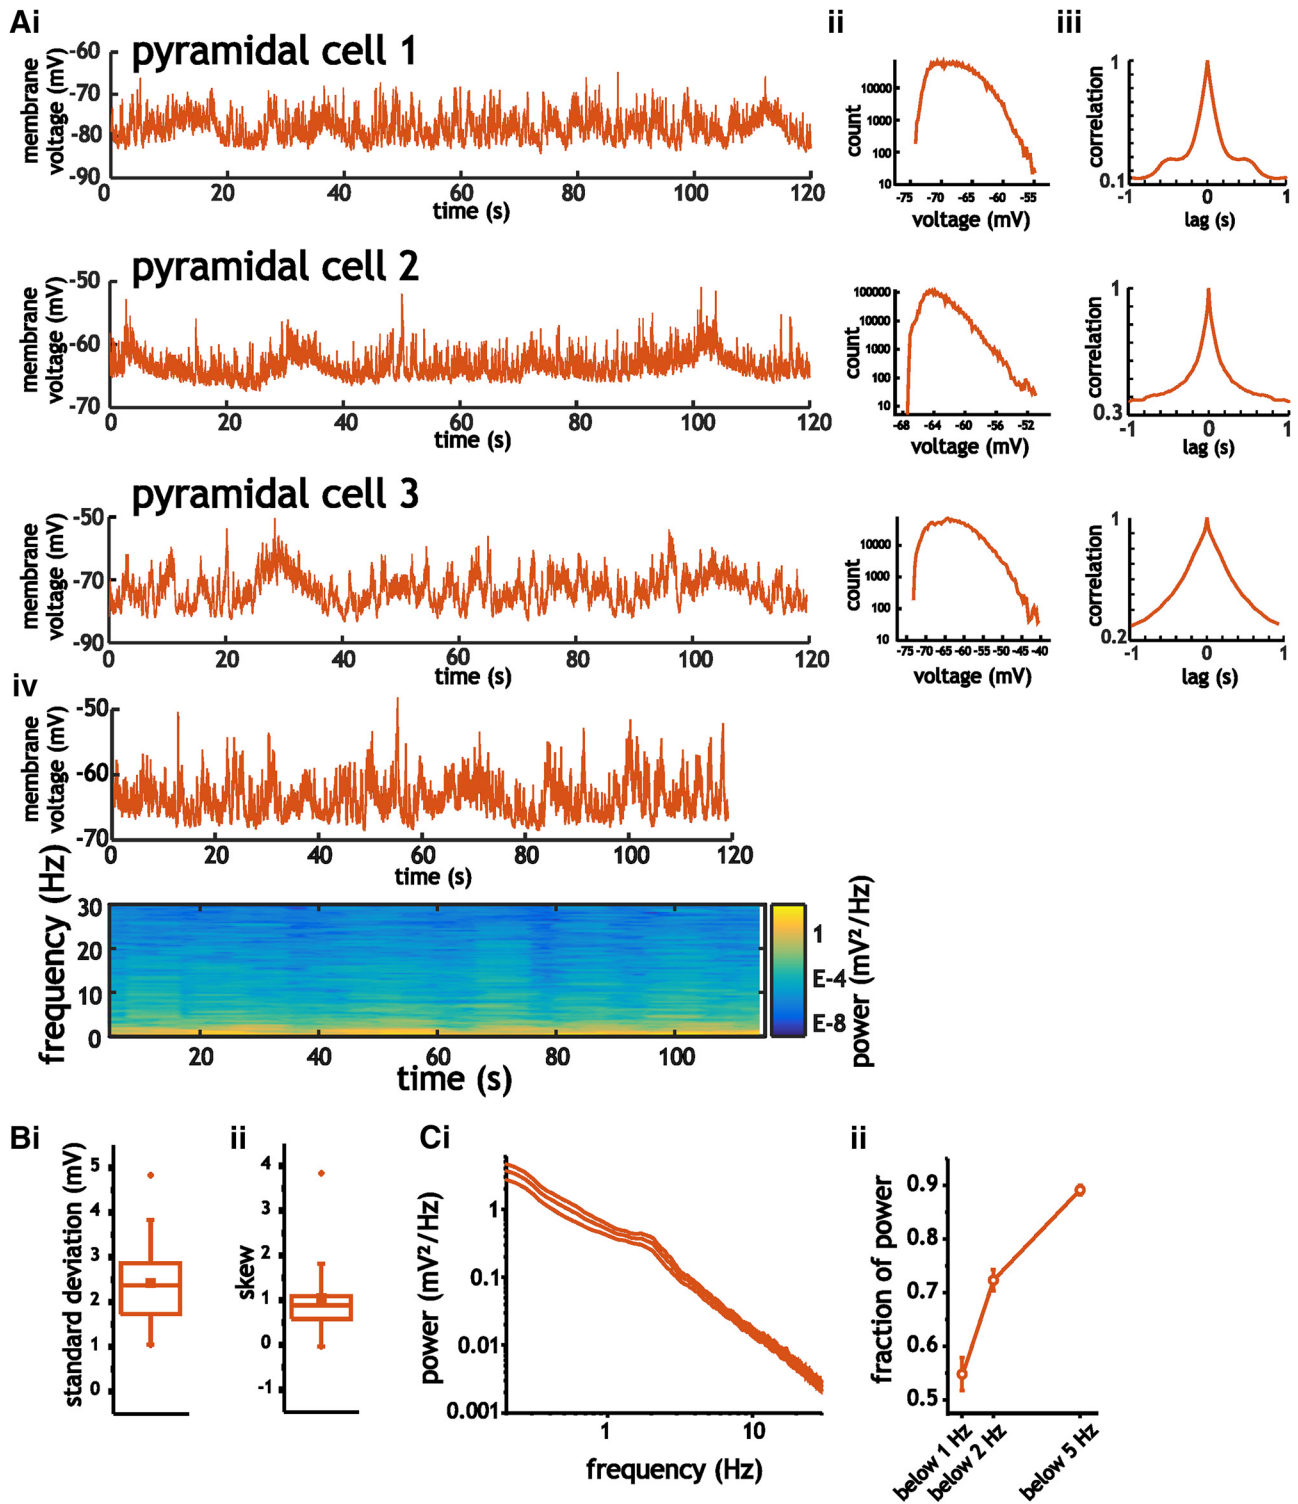 Ai
pyramidal cell 1
membrane
voltage (mV)
-60
-70
-80
-90
0 20 40 60 80 100 120
time (s)
ii
count
10000
1000
100
10
-75 -70 -65 -60 -55
voltage (mV)
iii
correlation
1
0.1
-1 0 1
lag (s)
pyramidal cell 2
membrane
voltage (mV)
-50
-60
-70
0 20 40 60 80 100 120
time (s)
count
100000
10000
1000
100
10
-68 -64 -60 -56 -52
voltage (mV)
correlation
1
0.3
-1 0 1
lag (s)
pyramidal cell 3
membrane
voltage (mV)
-50
-70
-90
0 20 40 60 80 100 120
time (s)
count
10000
1000
100
10
-75 -70 -65 -60 -55 -50 -45 -40
voltage (mV)
correlation
1
0.2
-1 0 1
lag (s)
iv
membrane
voltage (mV)
-50
-60
-70
0 20 40 60 80 100 120
time (s)
frequency (Hz)
30
20
10
0
20 40 60 80 100
time (s)
1
E-4
E-8
power (mV²/Hz)
Bi
standard deviation (mV)
5
4
3
2
1
0
ii
skew
4
3
2
1
0
-1
Ci
power (mV²/Hz)
1
0.1
0.01
0.001
1 10
frequency (Hz)
ii
fraction of power
0.9
0.8
0.7
0.6
0.5
below 1 Hz
below 2 Hz
below 5 Hz